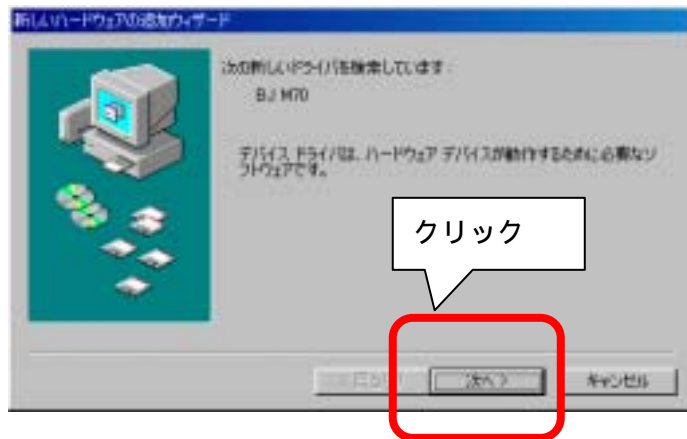 新しいハードウェアの追加ウィザード
次の新しいドライバを検索しています:
BJ M70
デバイス ドライバは、ハードウェア デバイスが動作するために必要なソ
フトウェアです。
クリック
< 戻る(B)
次へ >
キャンセル